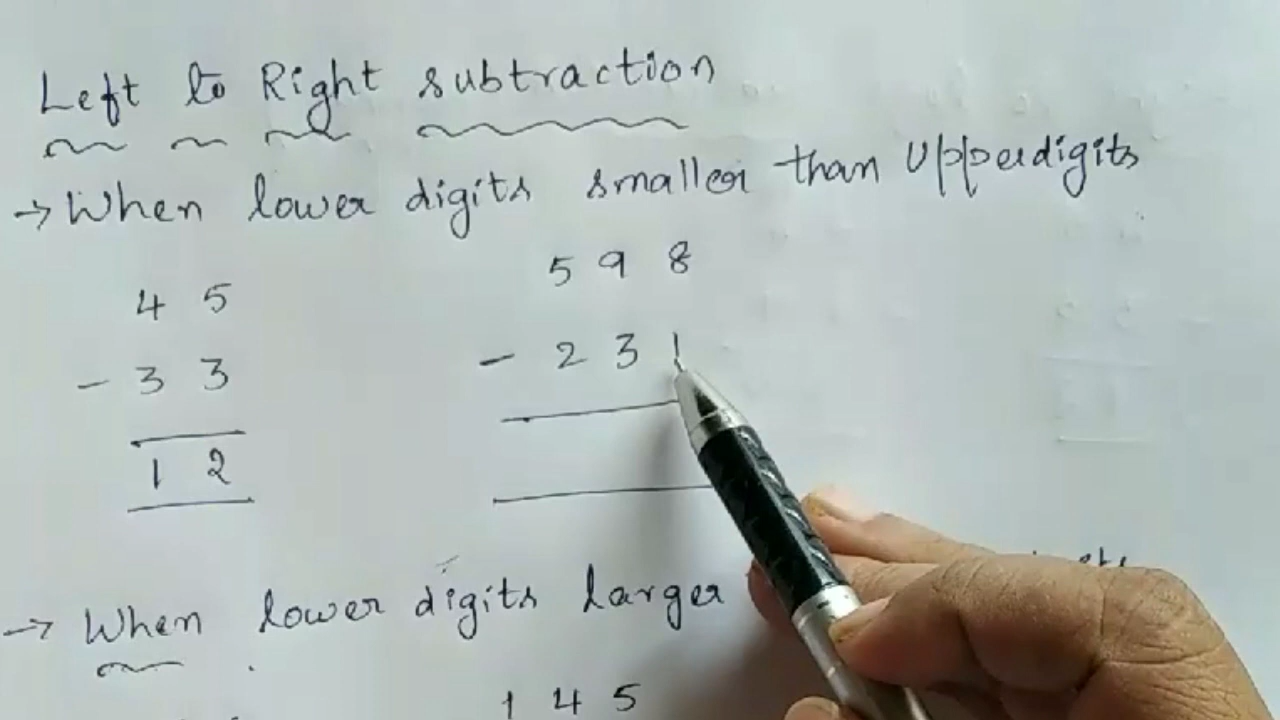 Left to Right subtraction
→ When lower digits smaller than Upperdigits
4 5
- 3 3
1 2
5 9 8
- 2 3 1
→ When lower digits larger
1 4 5